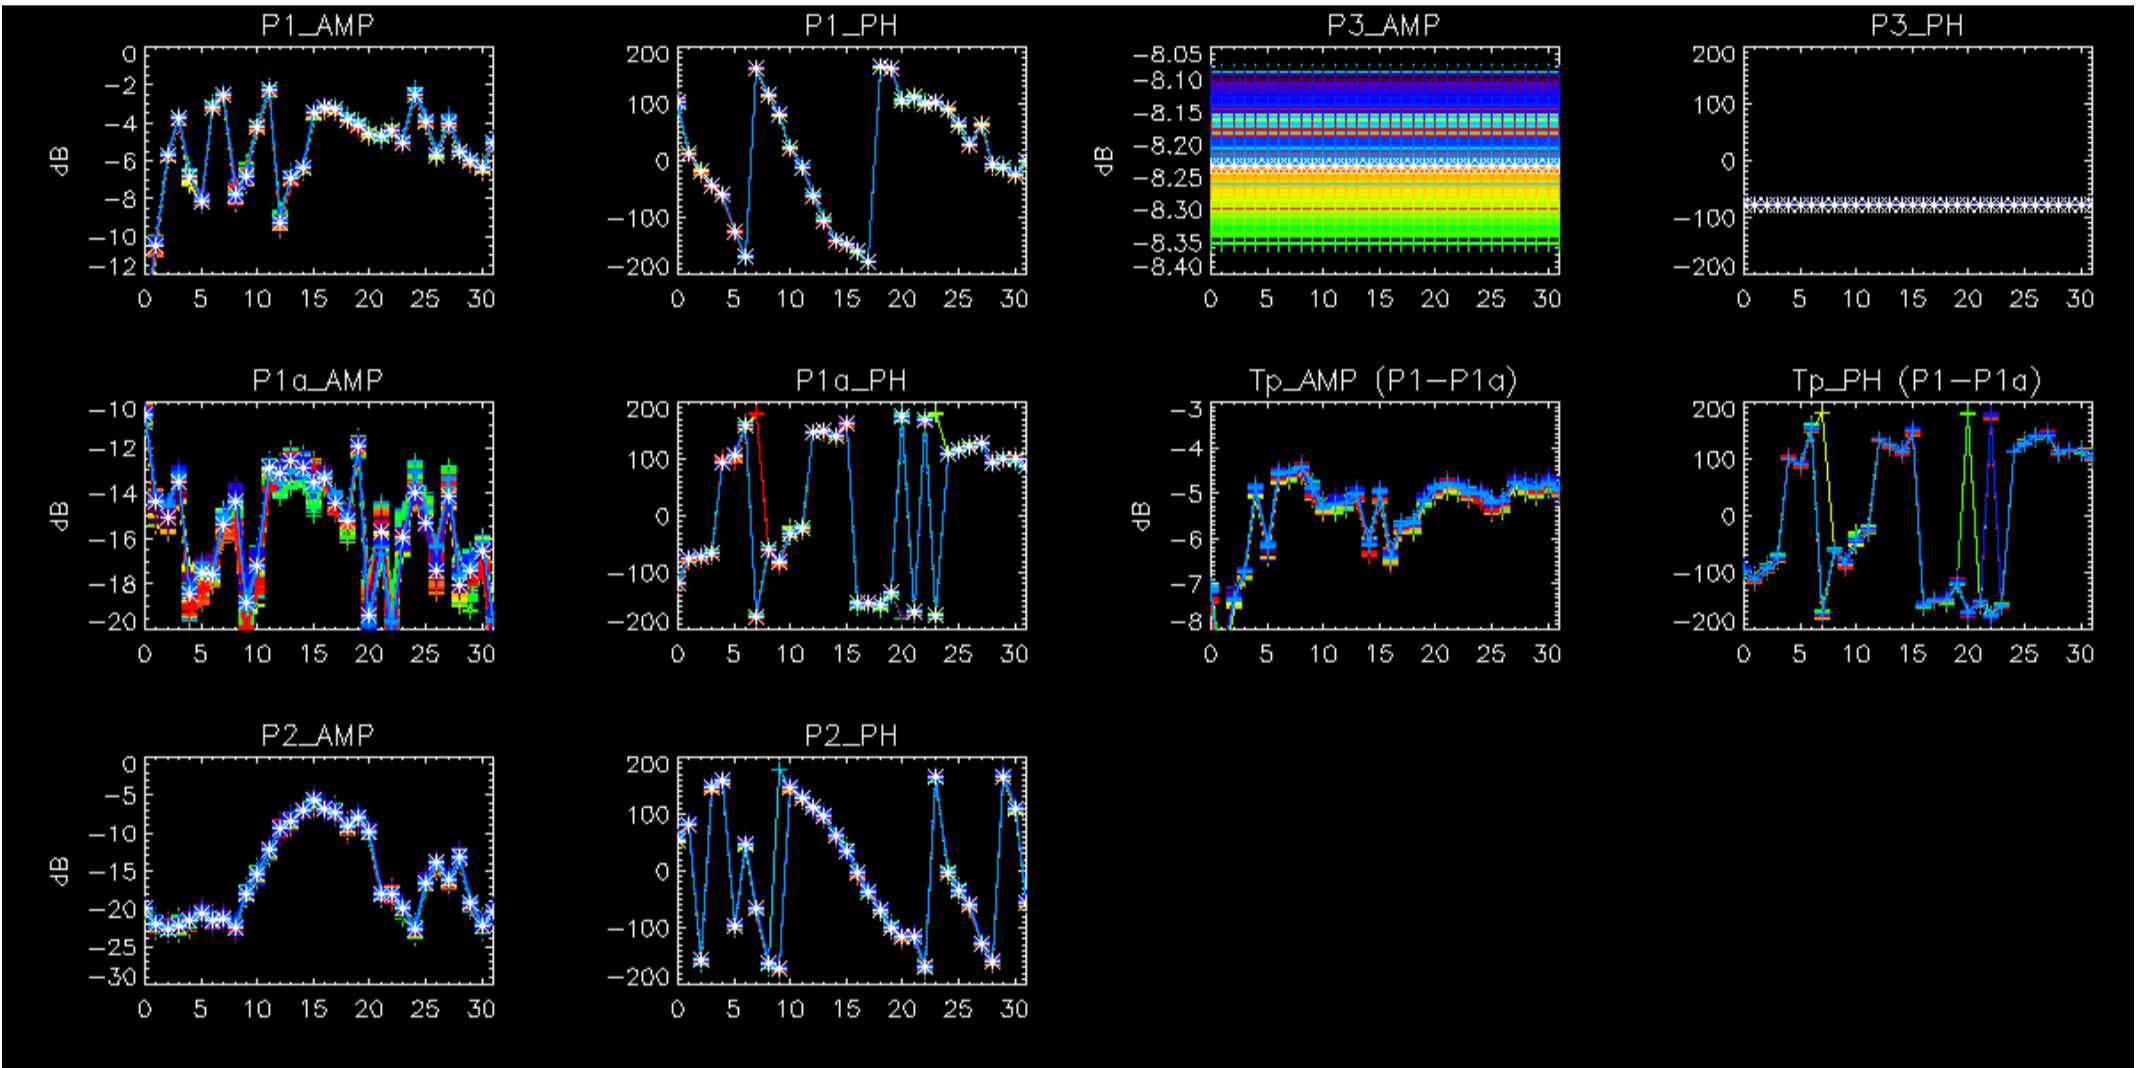 P1_AMP
P1_PH
P3_AMP
P3_PH
0
-2
-4
-6
-8
-10
-12
dB
0 5 10 15 20 25 30
200
100
0
-100
-200
0 5 10 15 20 25 30
-8.05
-8.10
-8.15
-8.20
-8.25
-8.30
-8.35
-8.40
dB
0 5 10 15 20 25 30
200
100
0
-100
-200
0 5 10 15 20 25 30
P1a_AMP
P1a_PH
Tp_AMP (P1-P1a)
Tp_PH (P1-P1a)
-10
-12
-14
-16
-18
-20
dB
0 5 10 15 20 25 30
200
100
0
-100
-200
0 5 10 15 20 25 30
-3
-4
-5
-6
-7
-8
dB
0 5 10 15 20 25 30
200
100
0
-100
-200
0 5 10 15 20 25 30
P2_AMP
P2_PH
0
-5
-10
-15
-20
-25
-30
dB
0 5 10 15 20 25 30
200
100
0
-100
-200
0 5 10 15 20 25 30